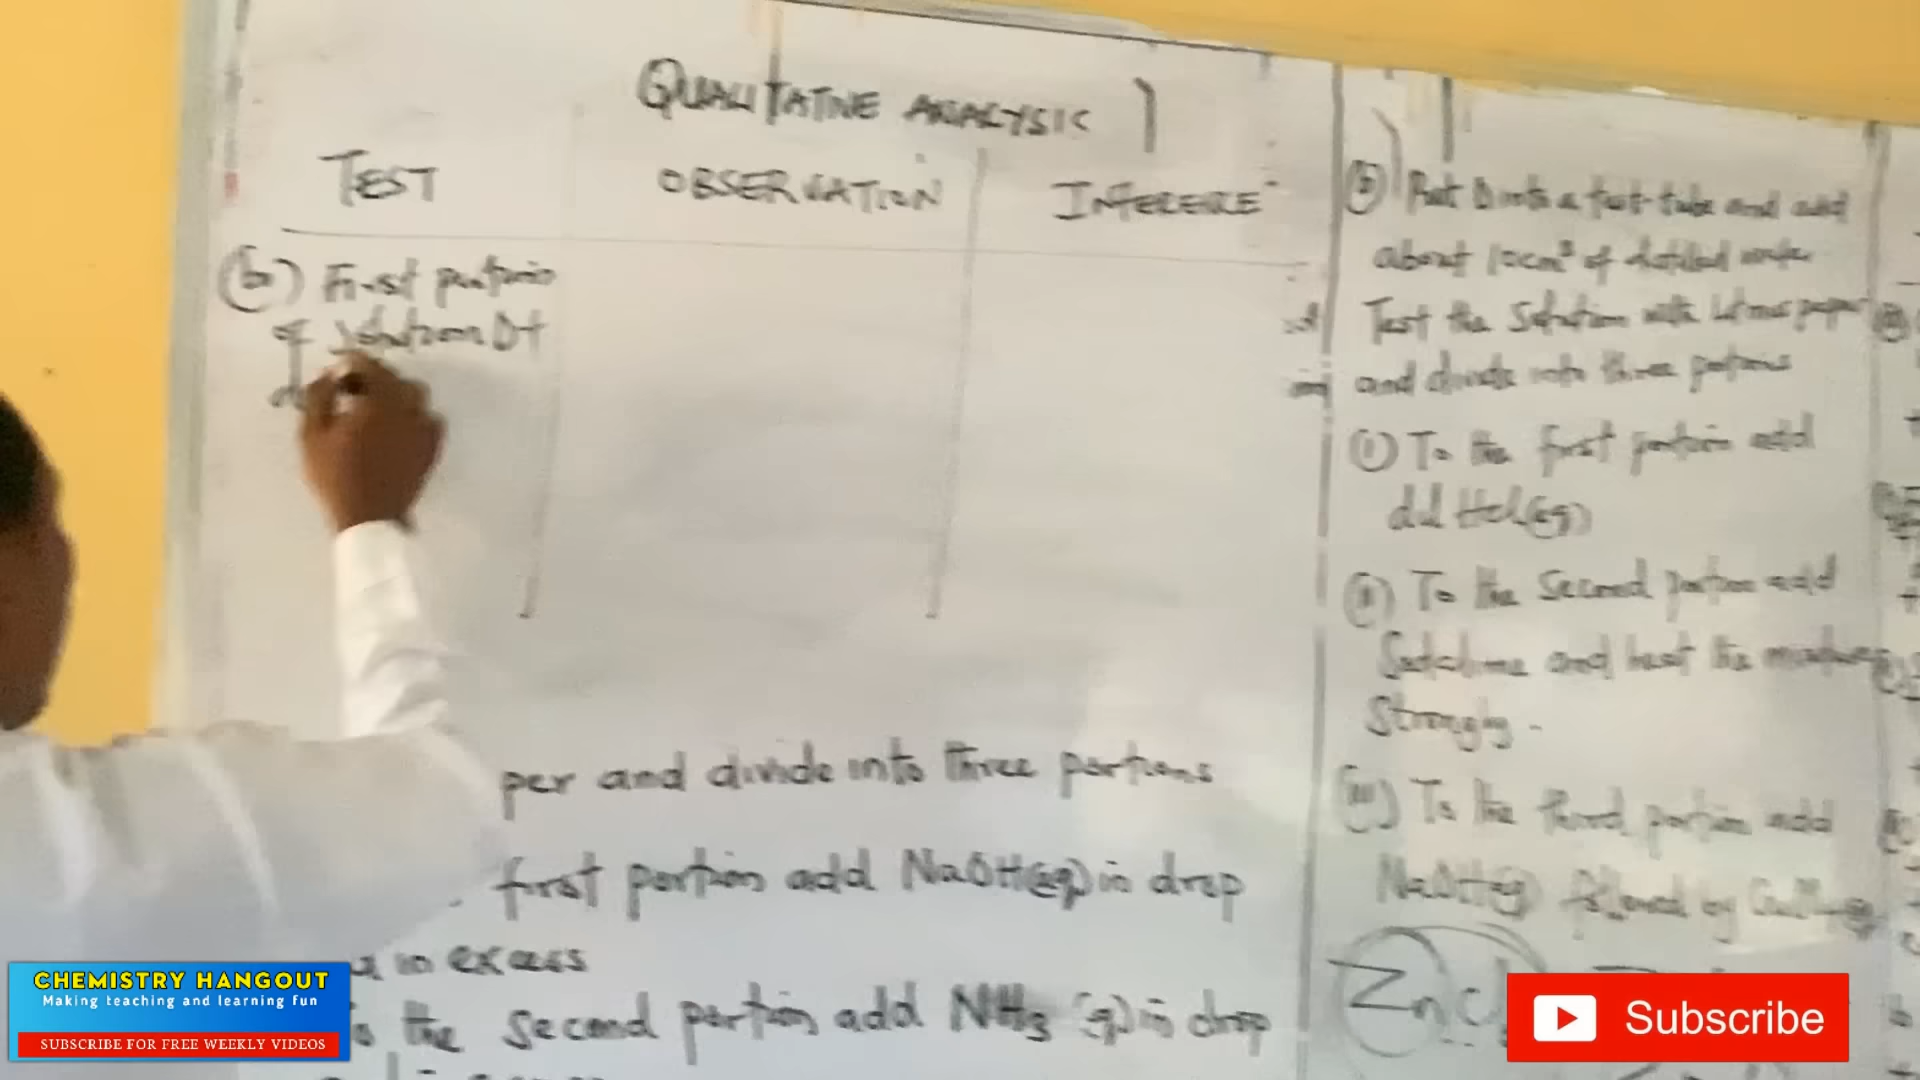 QUALITATIVE ANALYSIS
TEST OBSERVATION INFERENCE
(b) First portion
of Solution D +
per and divide into three portions
first portion add NaOH(aq) in drop
in excess
the second portion add NH3 (g) in drop
(b) Put D into a test-tube and add
about 10cm3 of distilled water
Test the Solution with Litmus paper
and divide into three portions
(i) To the first portion add
dil Hcl(aq)
(ii) To the Second portion add
Sodalime and heat the mixture
Strongly.
(iii) To the third portion add
NaOH(aq) followed by
ZnC
CHEMISTRY HANGOUT
Making teaching and learning fun
SUBSCRIBE FOR FREE WEEKLY VIDEOS
Subscribe